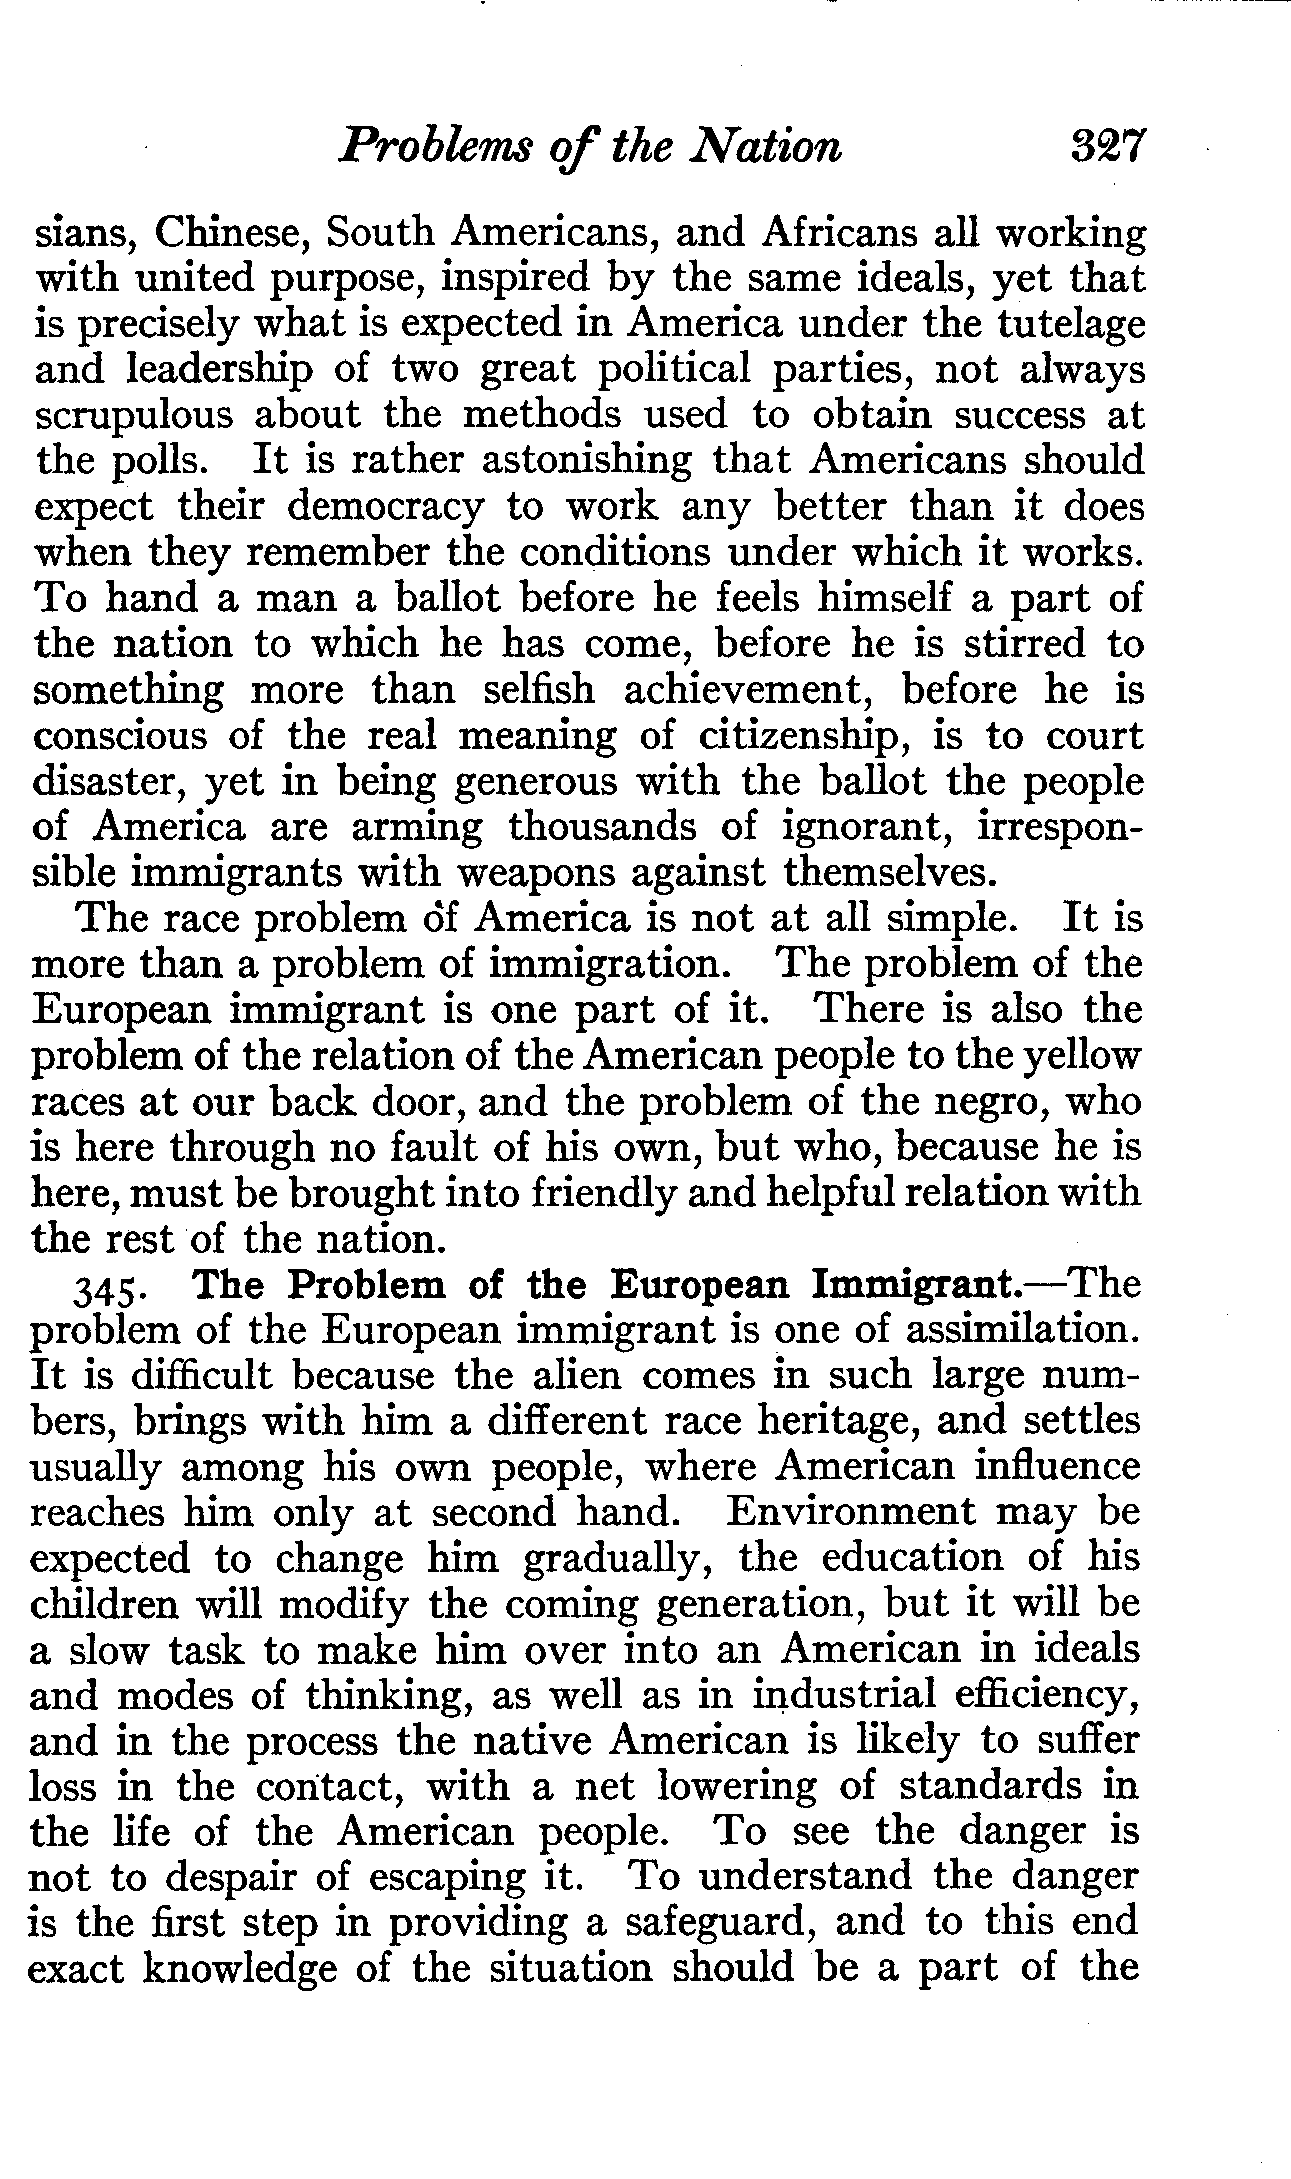 Problems of the Nation 327
sians, Chinese, South Americans, and Africans all working
with united purpose, inspired by the same ideals, yet that
is precisely what is expected in America under the tutelage
and leadership of two great political parties, not always
scrupulous about the methods used to obtain success at
the polls. It is rather astonishing that Americans should
expect their democracy to work any better than it does
when they remember the conditions under which it works.
To hand a man a ballot before he feels himself a part of
the nation to which he has come, before he is stirred to
something more than selfish achievement, before he is
conscious of the real meaning of citizenship, is to court
disaster, yet in being generous with the ballot the people
of America are arming thousands of ignorant, irrespon-
sible immigrants with weapons against themselves.
The race problem of America is not at all simple. It is
more than a problem of immigration. The problem of the
European immigrant is one part of it. There is also the
problem of the relation of the American people to the yellow
races at our back door, and the problem of the negro, who
is here through no fault of his own, but who, because he is
here, must be brought into friendly and helpful relation with
the rest of the nation.
345. The Problem of the European Immigrant.—The
problem of the European immigrant is one of assimilation.
It is difficult because the alien comes in such large num-
bers, brings with him a different race heritage, and settles
usually among his own people, where American influence
reaches him only at second hand. Environment may be
expected to change him gradually, the education of his
children will modify the coming generation, but it will be
a slow task to make him over into an American in ideals
and modes of thinking, as well as in industrial efficiency,
and in the process the native American is likely to suffer
loss in the contact, with a net lowering of standards in
the life of the American people. To see the danger is
not to despair of escaping it. To understand the danger
is the first step in providing a safeguard, and to this end
exact knowledge of the situation should be a part of the